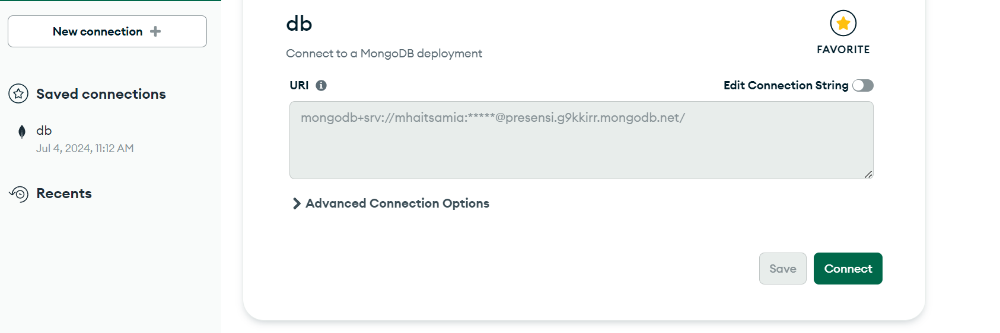 New connection
Saved connections
db
Jul 4, 2024, 11:12 AM
Recents
db
Connect to a MongoDB deployment
FAVORITE
URI
Edit Connection String
mongodb+srv://mhaitsamia:*****@presensi.g9kkirr.mongodb.net/
Advanced Connection Options
Save
Connect